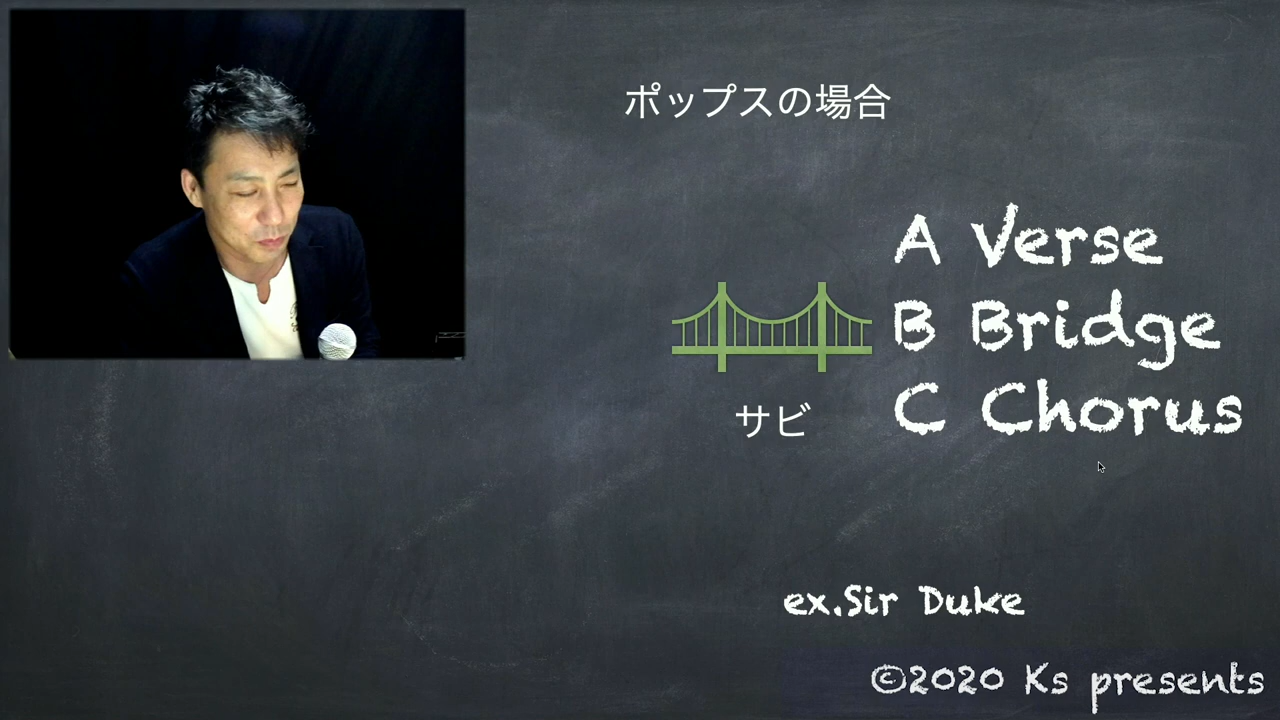 ポップスの場合
A Verse
B Bridge
サビ C Chorus
ex.Sir Duke
©2020 Ks presents